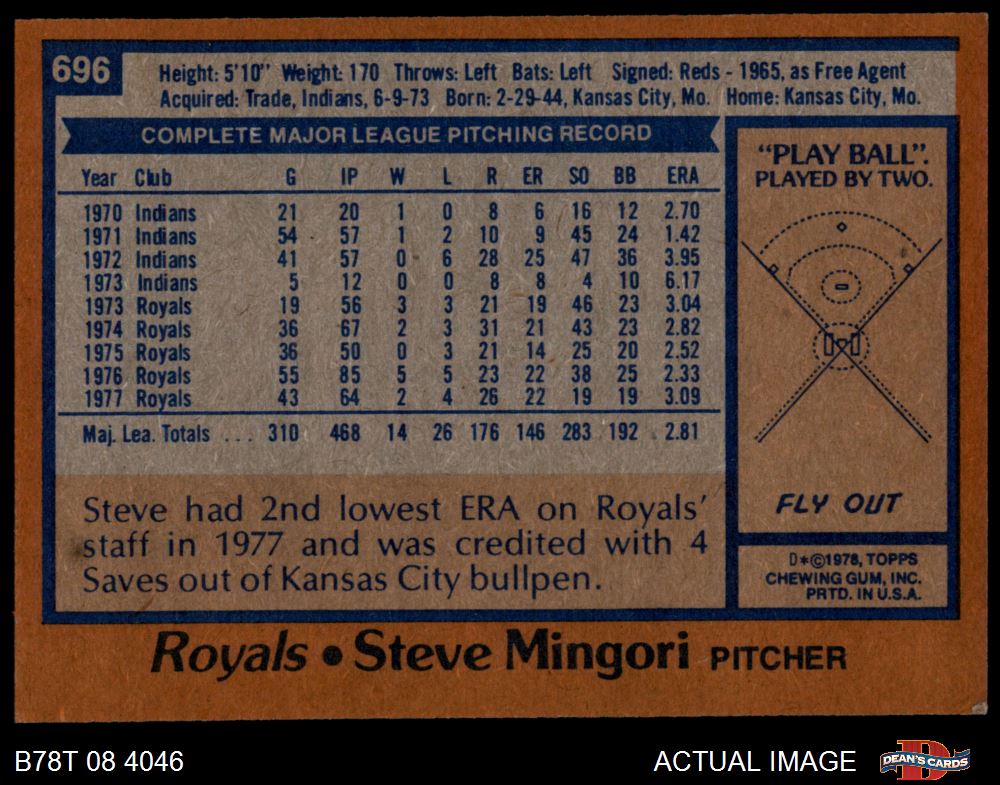 696
Height: 5'10" Weight: 170 Throws: Left Bats: Left Signed: Reds - 1965, as Free Agent
Acquired: Trade, Indians, 6-9-73 Born: 2-29-44, Kansas City, Mo. Home: Kansas City, Mo.
COMPLETE MAJOR LEAGUE PITCHING RECORD
Year Club G IP W L R ER SO BB ERA
1970 Indians 21 20 1 0 8 6 16 12 2.70
1971 Indians 54 57 1 2 10 9 45 24 1.42
1972 Indians 41 57 0 6 28 25 47 36 3.95
1973 Indians 5 12 0 0 8 8 4 10 6.17
1973 Royals 19 56 3 3 21 19 46 23 3.04
1974 Royals 36 67 2 3 31 21 43 23 2.82
1975 Royals 36 50 0 3 21 14 25 20 2.52
1976 Royals 55 85 5 5 23 22 38 25 2.33
1977 Royals 43 64 2 4 26 22 19 19 3.09
Maj. Lea. Totals ... 310 468 14 26 176 146 283 192 2.81
Steve had 2nd lowest ERA on Royals'
staff in 1977 and was credited with 4
Saves out of Kansas City bullpen.
"PLAY BALL".
PLAYED BY TWO.
FLY OUT
D*©1978, TOPPS
CHEWING GUM, INC.
PRTD. IN U.S.A.
Royals • Steve Mingori PITCHER
B78T 08 4046
ACTUAL IMAGE
D
DEAN'S CARDS